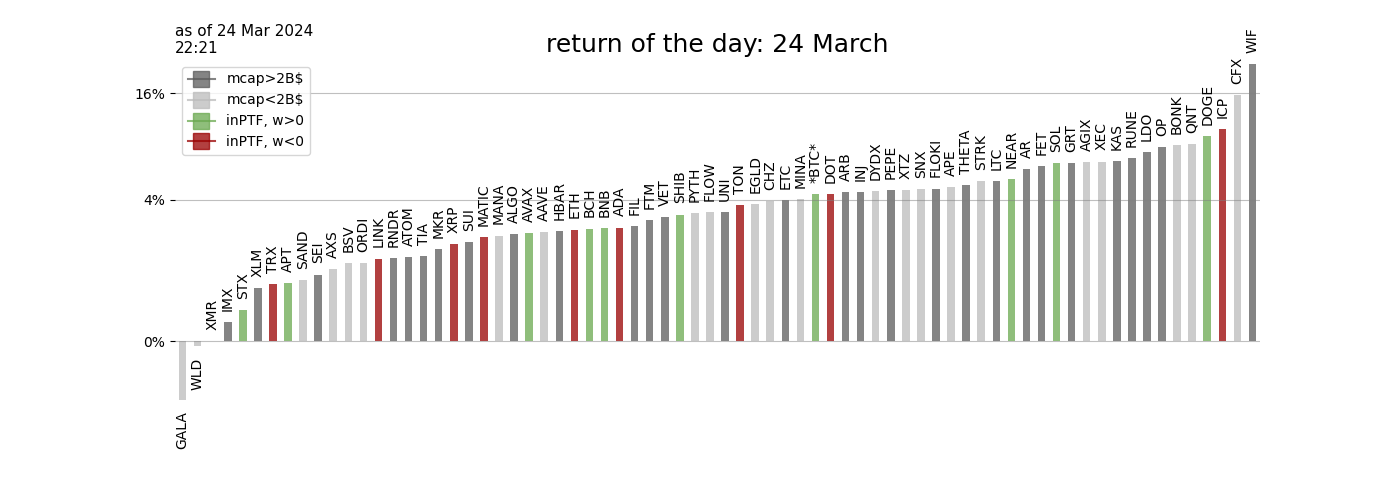 as of 24 Mar 2024
22:21
return of the day: 24 March
mcap>2B$
mcap<2B$
inPTF, w>0
inPTF, w<0
16%
4%
0%
GALA
WLD
XMR
IMX
STX
XLM
TRX
APT
SAND
SEI
AXS
BSV
ORDI
LINK
RNDR
ATOM
TIA
MKR
XRP
SUI
MATIC
MANA
ALGO
AVAX
AAVE
HBAR
ETH
BCH
BNB
ADA
FIL
FTM
VET
SHIB
PYTH
FLOW
UNI
TON
EGLD
CHZ
ETC
MINA
*BTC*
DOT
ARB
INJ
DYDX
PEPE
XTZ
SNX
FLOKI
APE
THETA
STRK
LTC
NEAR
AR
FET
SOL
GRT
AGIX
XEC
KAS
RUNE
LDO
OP
BONK
QNT
DOGE
ICP
CFX
WIF